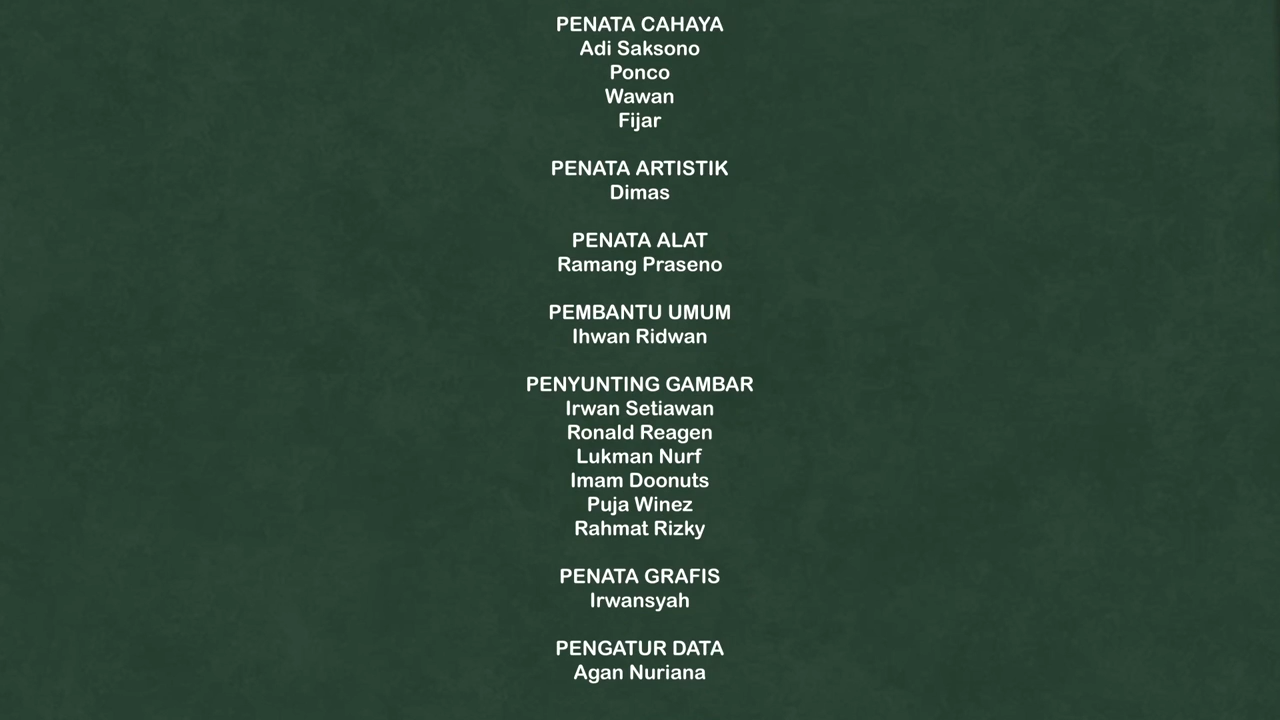 PENATA CAHAYA
Adi Saksono
Ponco
Wawan
Fijar
PENATA ARTISTIK
Dimas
PENATA ALAT
Ramang Praseno
PEMBANTU UMUM
Ihwan Ridwan
PENYUNTING GAMBAR
Irwan Setiawan
Ronald Reagen
Lukman Nurf
Imam Doonuts
Puja Winez
Rahmat Rizky
PENATA GRAFIS
Irwansyah
PENGATUR DATA
Agan Nuriana